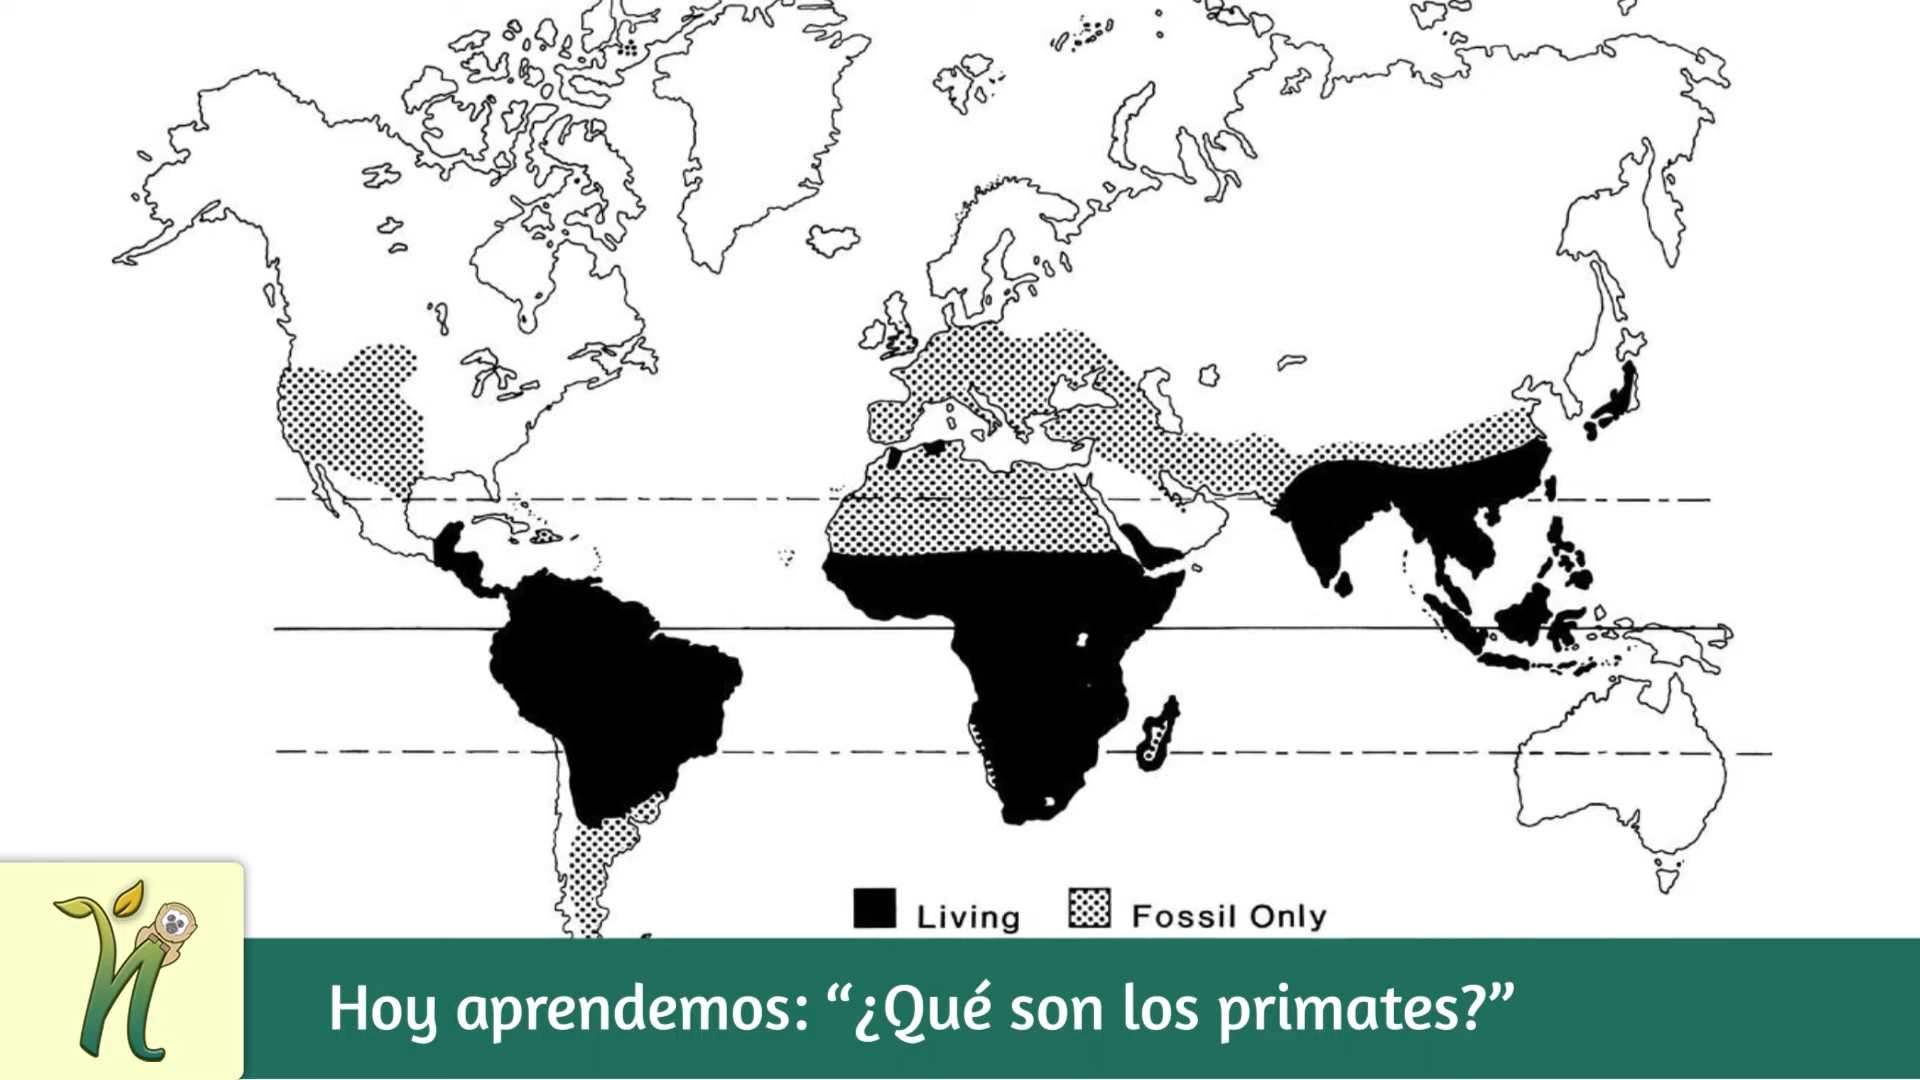 Living
Fossil Only
ñ
Hoy aprendemos: “¿Qué son los primates?”